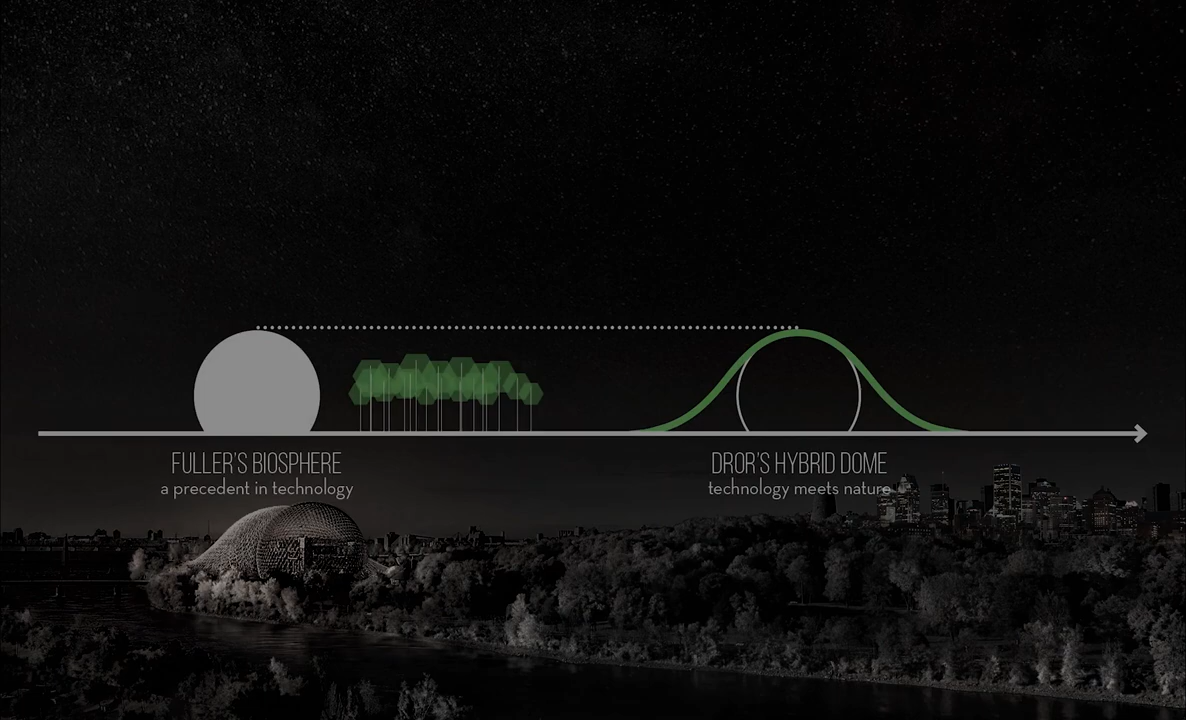 FULLER'S BIOSPHERE
a precedent in technology
DROR'S HYBRID DOME
technology meets nature